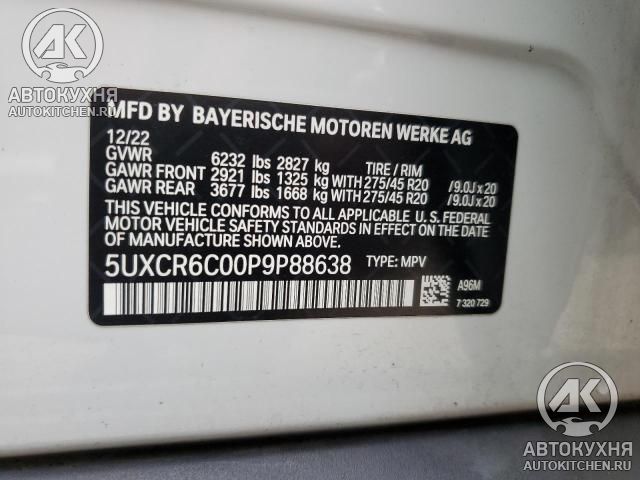 AK
АВТОКУХНЯ
AUTOKITCHEN.RU
MFD BY BAYERISCHE MOTOREN WERKE AG
12/22
GVWR 6232 lbs 2827 kg TIRE / RIM
GAWR FRONT 2921 lbs 1325 kg WITH 275/45 R20 /9.0J x 20
GAWR REAR 3677 lbs 1668 kg WITH 275/45 R20 /9.0J x 20
THIS VEHICLE CONFORMS TO ALL APPLICABLE U. S. FEDERAL
MOTOR VEHICLE SAFETY STANDARDS IN EFFECT ON THE
DATE OF MANUFACTURE SHOWN ABOVE.
5UXCR6C00P9P88638 TYPE: MPV
A96M
7 320 729
AK
АВТОКУХНЯ
AUTOKITCHEN.RU